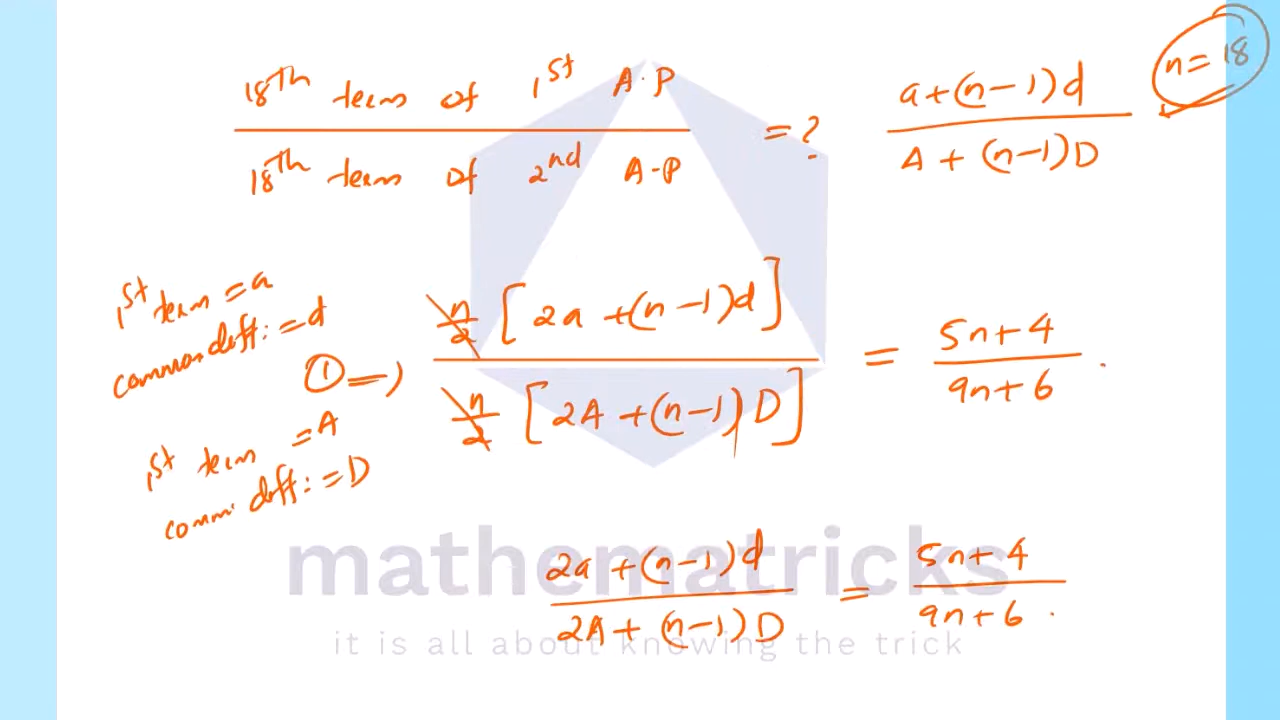 18th term of 1st A.P
18th term of 2nd A.P
= ?
a+(n-1)d
A+(n-1)D
n=18
1st term = a
common diff: = d
1st term = A
comm. diff: = D
① ⇒
n/2 [2a+(n-1)d]
n/2 [2A+(n-1)D]
=
5n+4
9n+6 .
2a+(n-1)d
2A+(n-1)D
=
5n+4
9n+6 .
mathematricks
it is all about knowing the trick